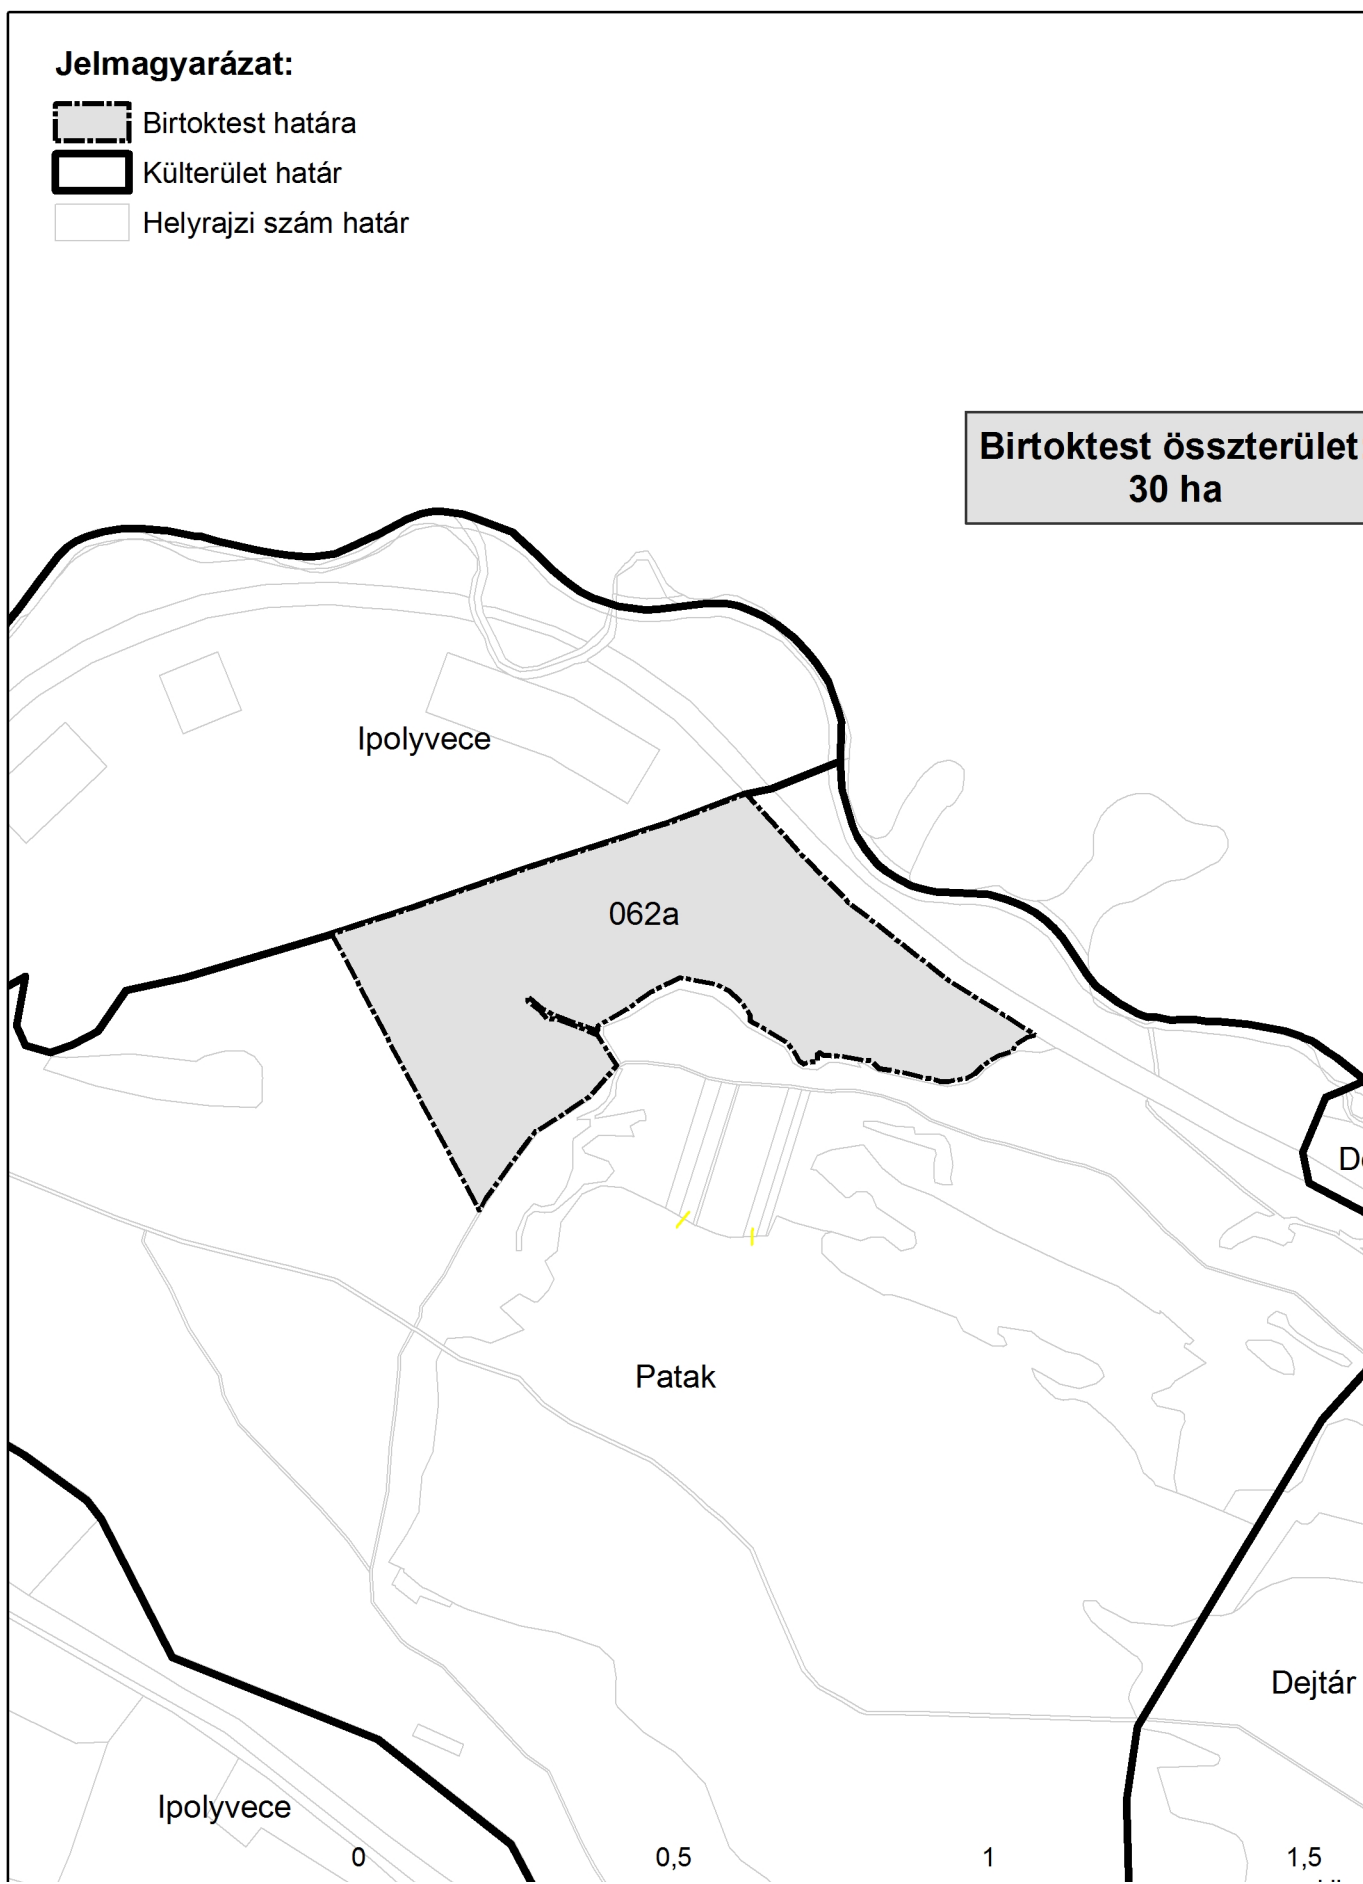 Jelmagyarázat:
Birtoktest határa
Külterület határ
Helyrajzi szám határ
Birtoktest összterület
30 ha
Ipolyvece
062a
Patak
Dejtár
Ipolyvece
0 0,5 1 1,5